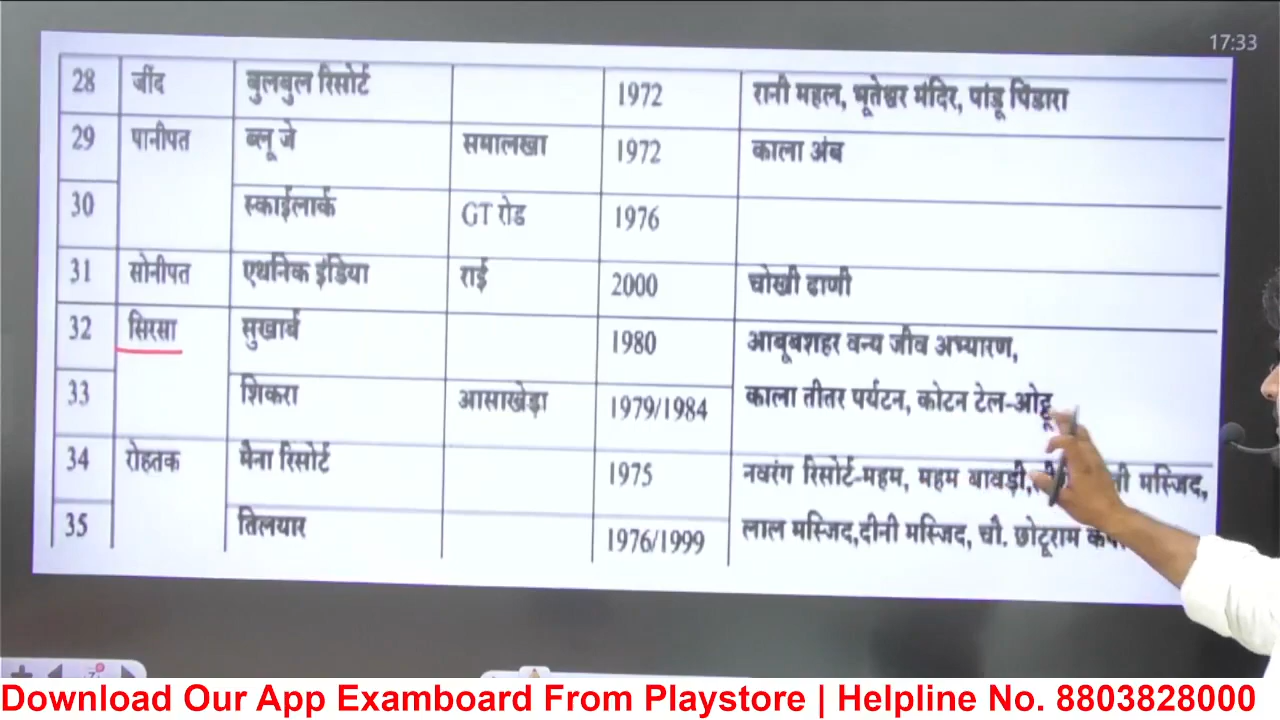 17:33
28 जींद बुलबुल रिसोर्ट 1972 रानी महल, भूतेश्वर मंदिर, पांडू पिंडारा
29 पानीपत ब्लू जे समालखा 1972 काला अंब
30 स्काईलार्क GT रोड 1976
31 सोनीपत एथनिक इंडिया राई 2000 चोखी ढाणी
32 सिरसा सुखार्ब 1980 आबूबशहर वन्य जीव अभ्यारण,
33 शिकरा आसाखेड़ा 1979/1984 काला तीतर पर्यटन, कोटन टेल-ओटू
34 रोहतक मैना रिसोर्ट 1975 नवरंग रिसोर्ट-महम, महम बावड़ी, मस्जिद,
35 तिलयार 1976/1999 लाल मस्जिद,दीनी मस्जिद, चौ. छोटूराम
Download Our App Examboard From Playstore | Helpline No. 8803828000